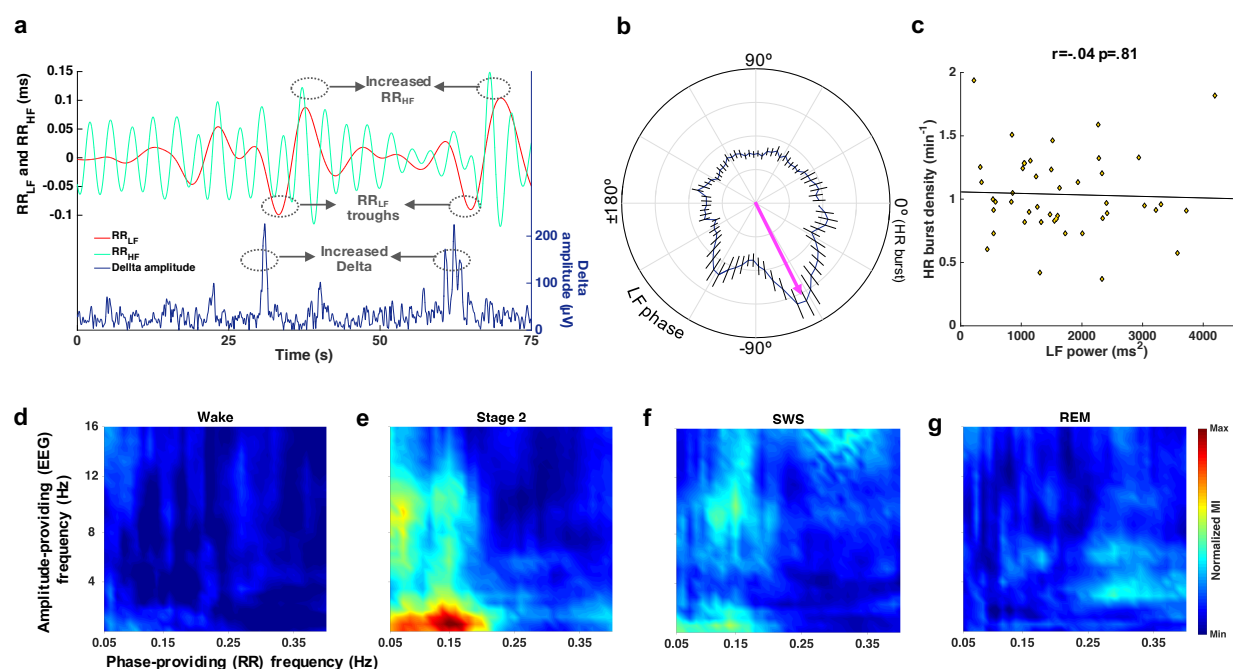 a
b
c
RR_LF and RR_HF (ms)
0.15
0.1
0.05
0
-0.05
-0.1
Increased
RR_HF
RR_LF
troughs
RR_LF
RR_HF
Dellta amplitude
Increased
Delta
200
100
0
Delta
amplitude
(μV)
0
25
50
75
Time (s)
90º
±180º
0º (HR burst)
LF phase
-90º
r=-.04 p=.81
HR burst density (min⁻¹)
2
1.5
1
0.5
0
0
1000
2000
3000
4000
LF power (ms²)
d
Wake
e
Stage 2
f
SWS
g
REM
Amplitude-providing (EEG)
frequency (Hz)
16
12
8
4
0.05 0.15 0.25 0.35
0.05 0.15 0.25 0.35
0.05 0.15 0.25 0.35
0.05 0.15 0.25 0.35
Phase-providing (RR) frequency (Hz)
Max
Normalized MI
Min